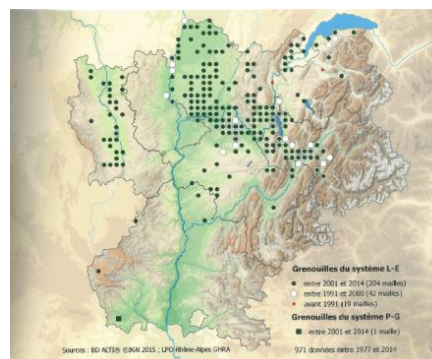 Grenouilles du système L-E
entre 2001 et 2014 (204 mailles)
entre 1991 et 2000 (42 mailles)
avant 1991 (19 mailles)
Grenouilles du système P-G
entre 2001 et 2014 (1 maille)
Sources : BD ALTI® ©IGN 2015 ; LPO Rhône-Alpes GHRA
971 données entre 1977 et 2014